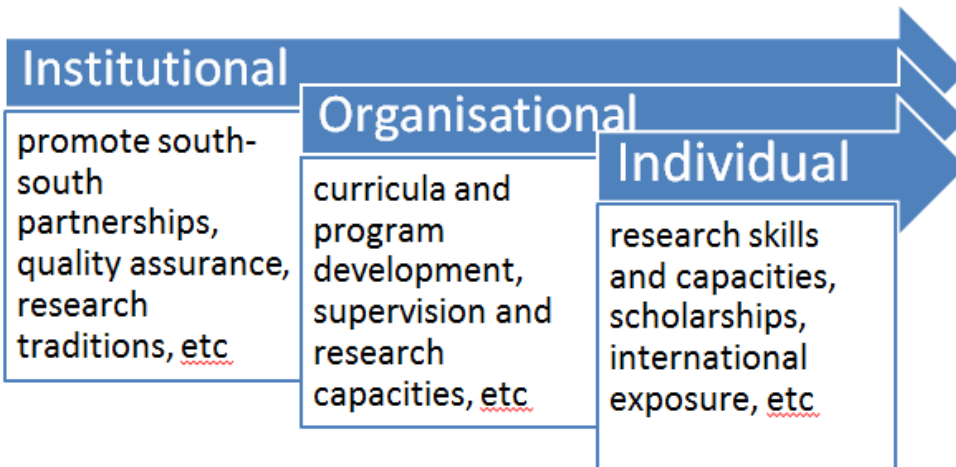 Institutional
promote south-
south
partnerships,
quality assurance,
research
traditions, etc
Organisational
curricula and
program
development,
supervision and
research
capacities, etc
Individual
research skills
and capacities,
scholarships,
international
exposure, etc